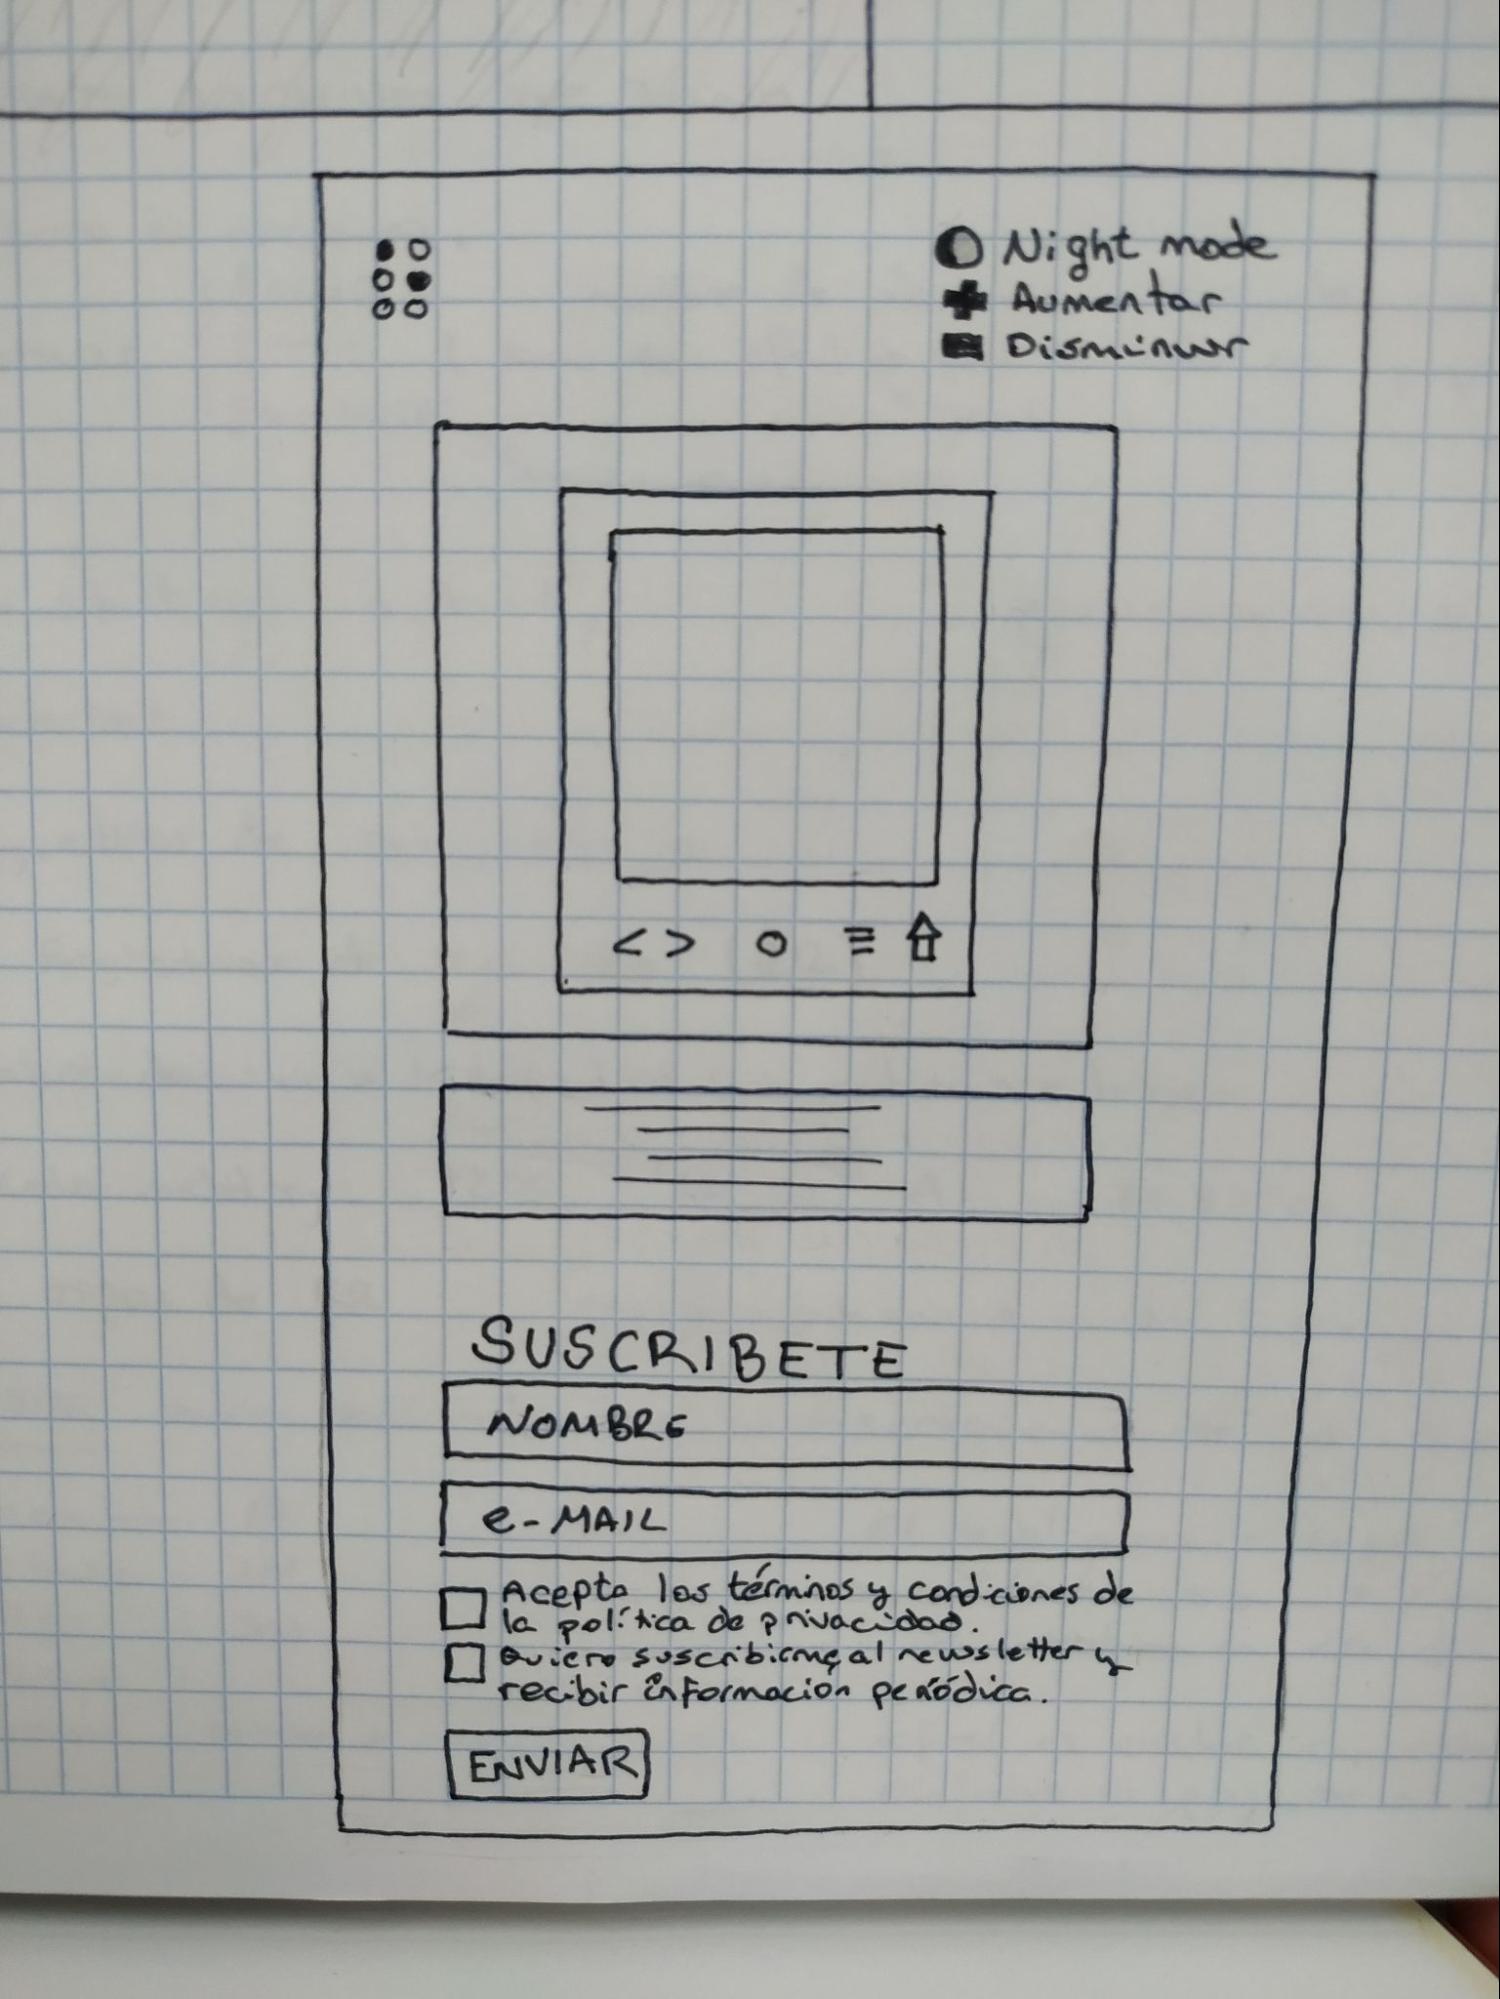 Night mode
Aumentar
Disminuir
< >
SUSCRIBETE
NOMBRE
e-MAIL
Acepto los términos y condiciones de
la política de privacidad.
Quiero suscribirme al newsletter y
recibir información periódica.
ENVIAR